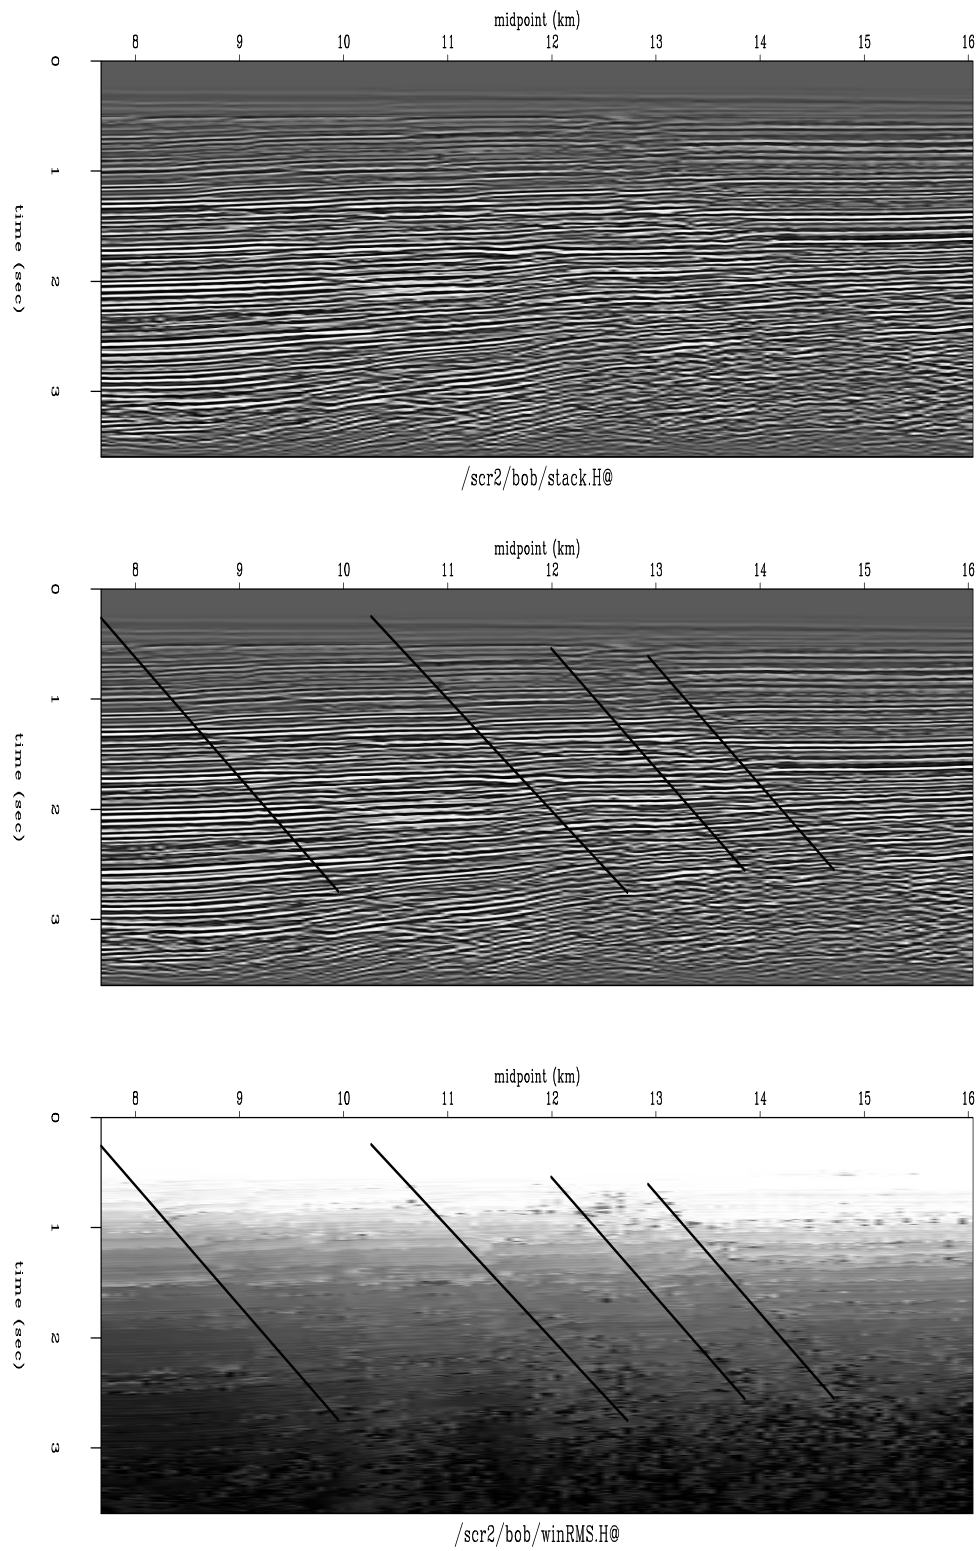 midpoint (km)
8 9 10 11 12 13 14 15 16
0
1
2
3
time (sec)
/scr2/bob/stack.H@
midpoint (km)
8 9 10 11 12 13 14 15 16
0
1
2
3
time (sec)
midpoint (km)
8 9 10 11 12 13 14 15 16
0
1
2
3
time (sec)
/scr2/bob/winRMS.H@